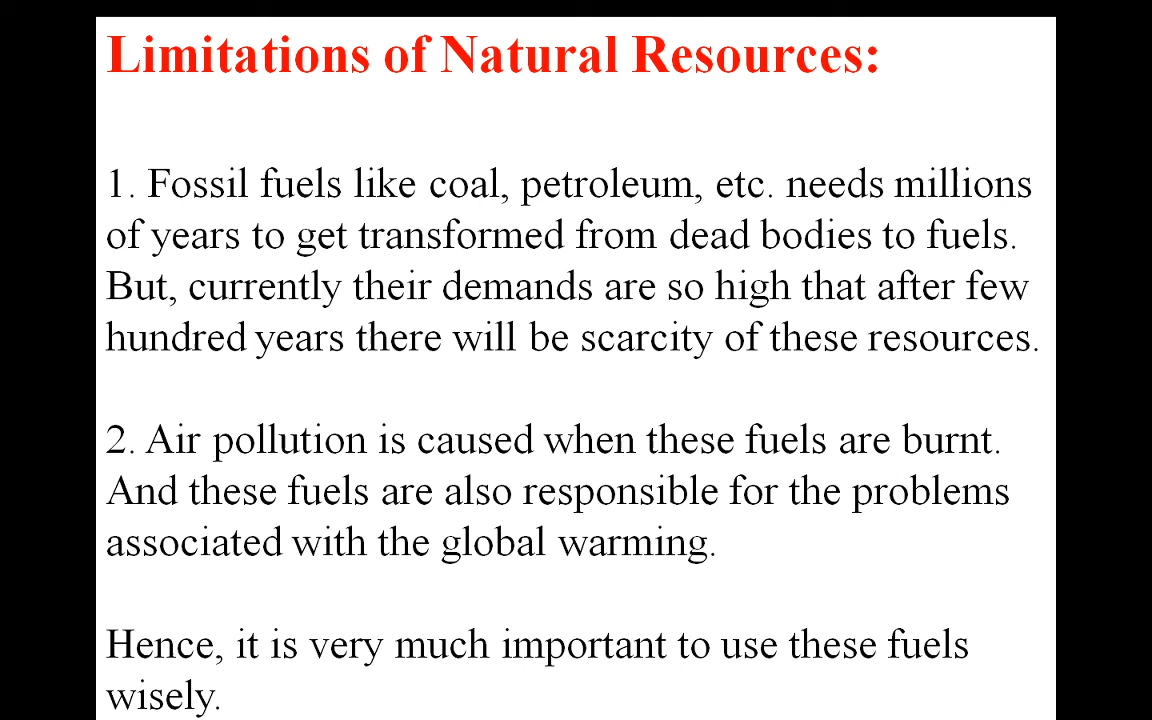 Limitations of Natural Resources:
1. Fossil fuels like coal, petroleum, etc. needs millions
of years to get transformed from dead bodies to fuels.
But, currently their demands are so high that after few
hundred years there will be scarcity of these resources.
2. Air pollution is caused when these fuels are burnt.
And these fuels are also responsible for the problems
associated with the global warming.
Hence, it is very much important to use these fuels
wisely.